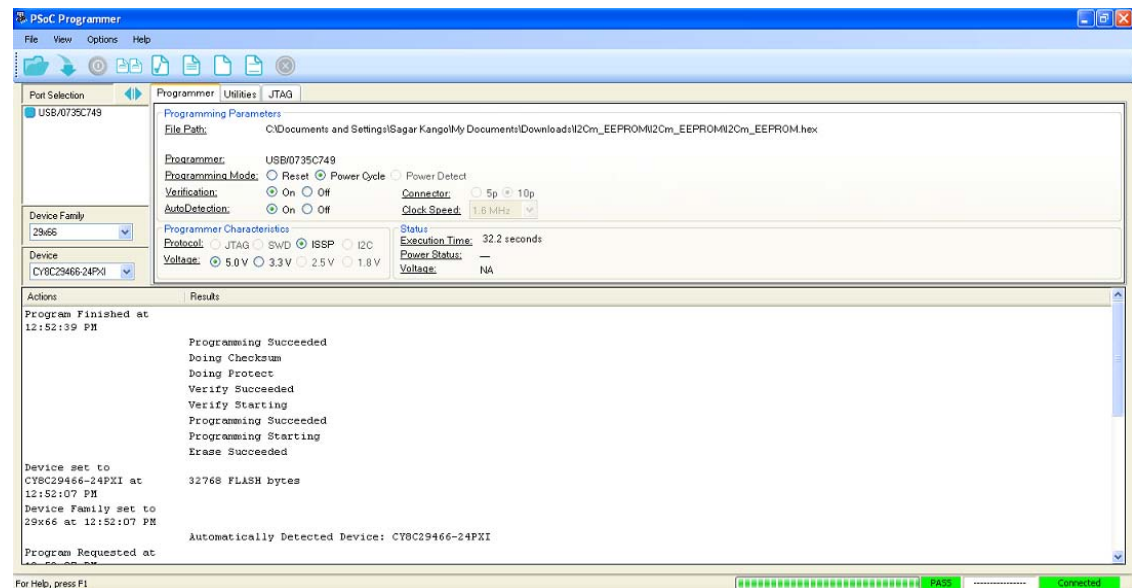 PSoC Programmer
File View Options Help
Port Selection
USB/0735C749
Device Family
29x66
Device
CY8C29466-24PXI
Programmer Utilities JTAG
Programming Parameters
File Path: C:\Documents and Settings\Sagar Kango\My Documents\Downloads\I2Cm_EEPROM\I2Cm_EEPROM\I2Cm_EEPROM.hex
Programmer: USB/0735C749
Programming Mode: Reset Power Cycle Power Detect
Verification: On Off Connector: 5p 10p
AutoDetection: On Off Clock Speed: 1.6 MHz
Programmer Characteristics
Protocol: JTAG SWD ISSP I2C
Voltage: 5.0 V 3.3 V 2.5 V 1.8 V
Status
Execution Time: 32.2 seconds
Power Status: —
Voltage: NA
Actions Results
Program Finished at
12:52:39 PM
Programming Succeeded
Doing Checksum
Doing Protect
Verify Succeeded
Verify Starting
Programming Succeeded
Programming Starting
Erase Succeeded
Device set to
CY8C29466-24PXI at 32768 FLASH bytes
12:52:07 PM
Device Family set to
29x66 at 12:52:07 PM
Automatically Detected Device: CY8C29466-24PXI
Program Requested at
For Help, press F1
PASS
Connected